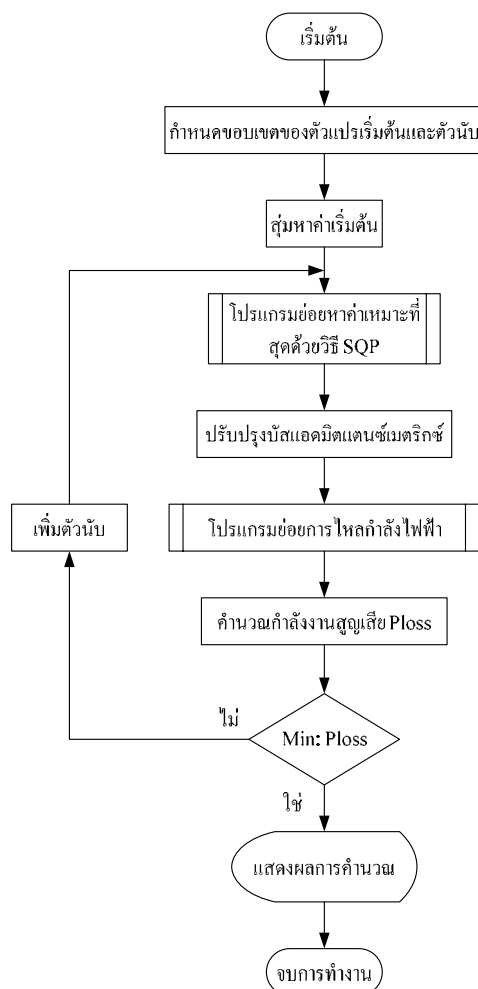 เริ่มต้น
กำหนดขอบเขตของตัวแปรเริ่มต้นและตัวนับ
สุ่มหาค่าเริ่มต้น
โปรแกรมย่อยหาค่าเหมาะที่
สุดด้วยวิธี SQP
ปรับปรุงบัสแอดมิตแตนซ์เมตริกซ์
เพิ่มตัวนับ
โปรแกรมย่อยการไหลกำลังไฟฟ้า
คำนวณกำลังงานสูญเสีย Ploss
ไม่
Min: Ploss
ใช่
แสดงผลการคำนวณ
จบการทำงาน